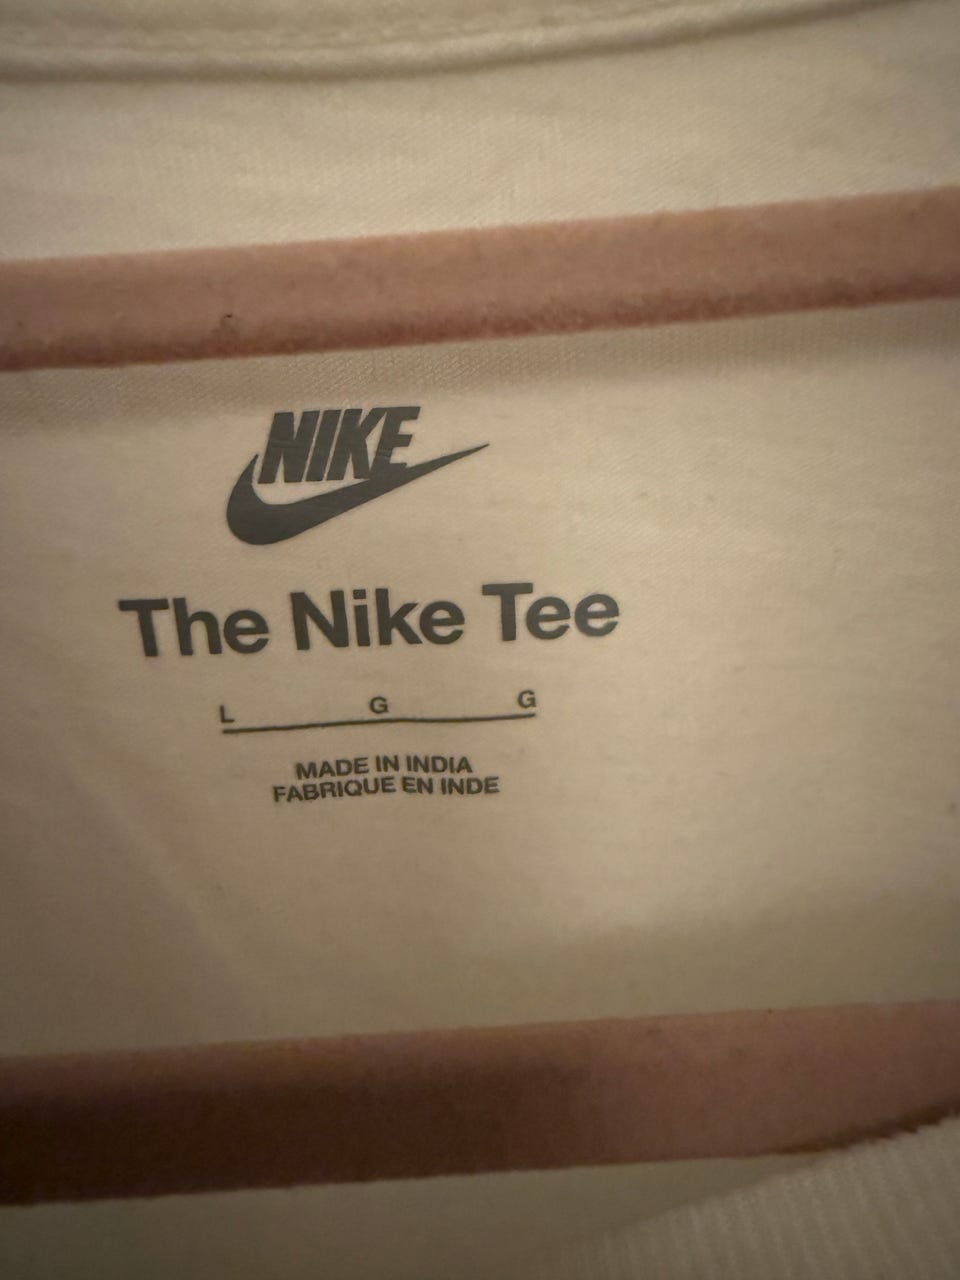 NIKE
The Nike Tee
L G G
MADE IN INDIA
FABRIQUE EN INDE